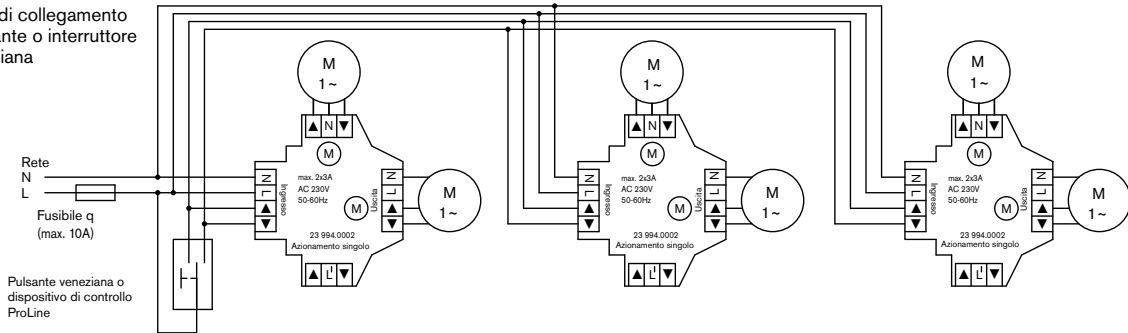 di collegamento
ante o interruttore
iana
Rete
N
L
Fusibile q
(max. 10A)
Pulsante veneziana o
dispositivo di controllo
ProLine
M
1~
▲ N ▼
M
N L ▲ ▼
Ingresso
max. 2x3A
AC 230V
50-60Hz
M
Uscita
N L ▲ ▼
M
1~
23 994.0002
Azionamento singolo
▲ L' ▼
M
1~
▲ N ▼
M
N L ▲ ▼
Ingresso
max. 2x3A
AC 230V
50-60Hz
M
Uscita
N L ▲ ▼
M
1~
23 994.0002
Azionamento singolo
▲ L' ▼
M
1~
▲ N ▼
M
N L ▲ ▼
Ingresso
max. 2x3A
AC 230V
50-60Hz
M
Uscita
N L ▲ ▼
M
1~
23 994.0002
Azionamento singolo
▲ L' ▼